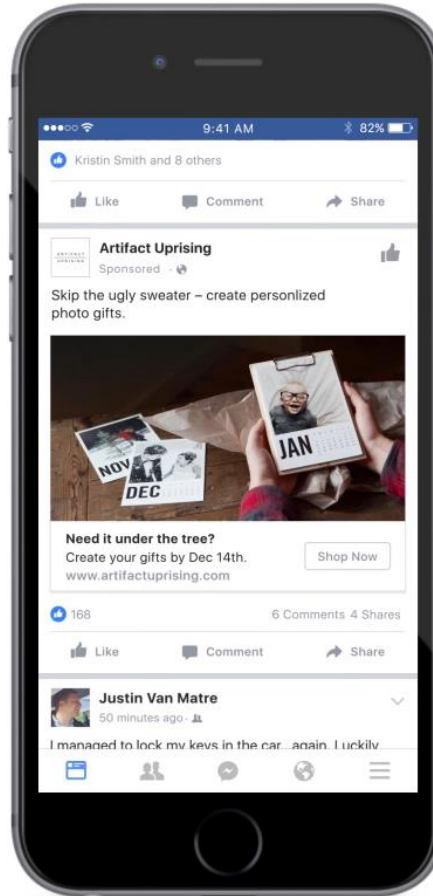 9:41 AM
82%
Kristin Smith and 8 others
Like Comment Share
ARTIFACT
UPRISING
Artifact Uprising
Sponsored ·
Skip the ugly sweater – create personlized
photo gifts.
NOV
DEC
JAN
Need it under the tree?
Create your gifts by Dec 14th.
www.artifactuprising.com
Shop Now
168
6 Comments 4 Shares
Like Comment Share
Justin Van Matre
50 minutes ago ·
I managed to lock my keys in the car...again. Luckily